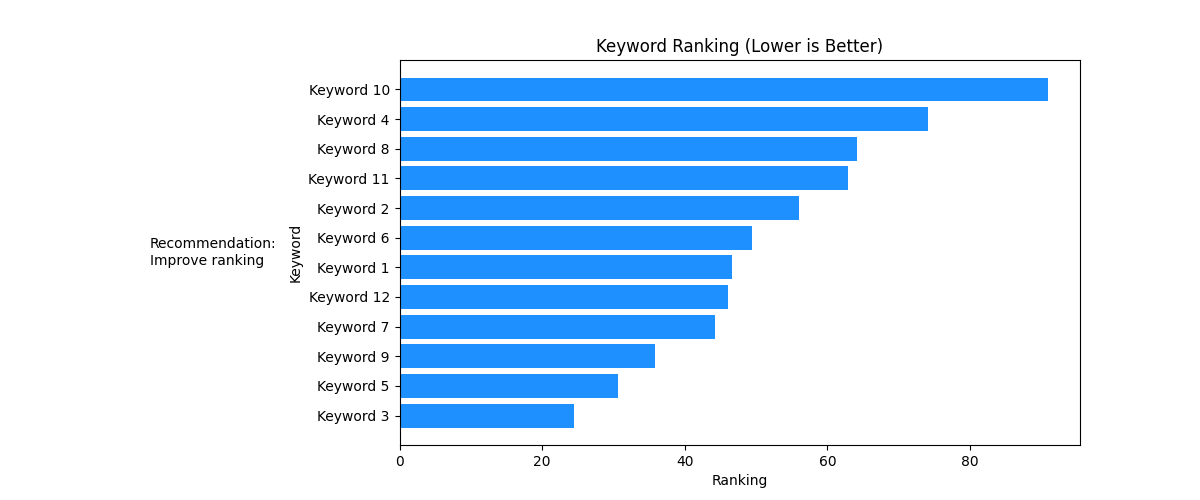 Keyword Ranking (Lower is Better)
Keyword 10
Keyword 4
Keyword 8
Keyword 11
Keyword 2
Keyword 6
Keyword 1
Keyword 12
Keyword 7
Keyword 9
Keyword 5
Keyword 3
Keyword
Recommendation:
Improve ranking
0 20 40 60 80
Ranking